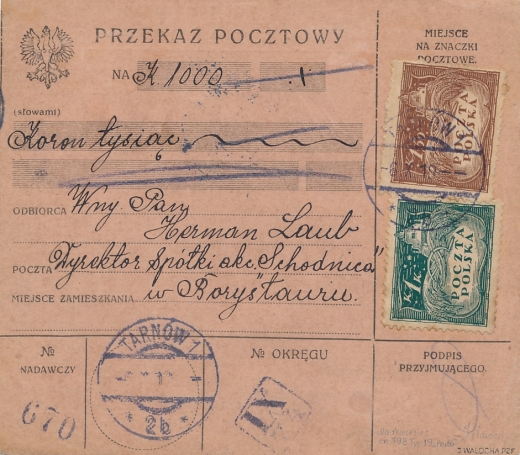 PRZEKAZ POCZTOWY
MIEJSCE
NA ZNACZKI
POCZTOWE.
NA K 1000
(słowami)
Koron tysiąc
POCZTA
POLSKA
ODBIORCA Wny Pan
Herman Laub
POCZTA Dyrektor Spółki akc. Schodnica"
MIEJSCE ZAMIESZKANIA w Borysławiu.
POCZTA
POLSKA
№
NADAWCZY
TARNÓW 1
* 2b *
№ OKRĘGU
PODPIS
PRZYJMUJĄCEGO.
670
IX